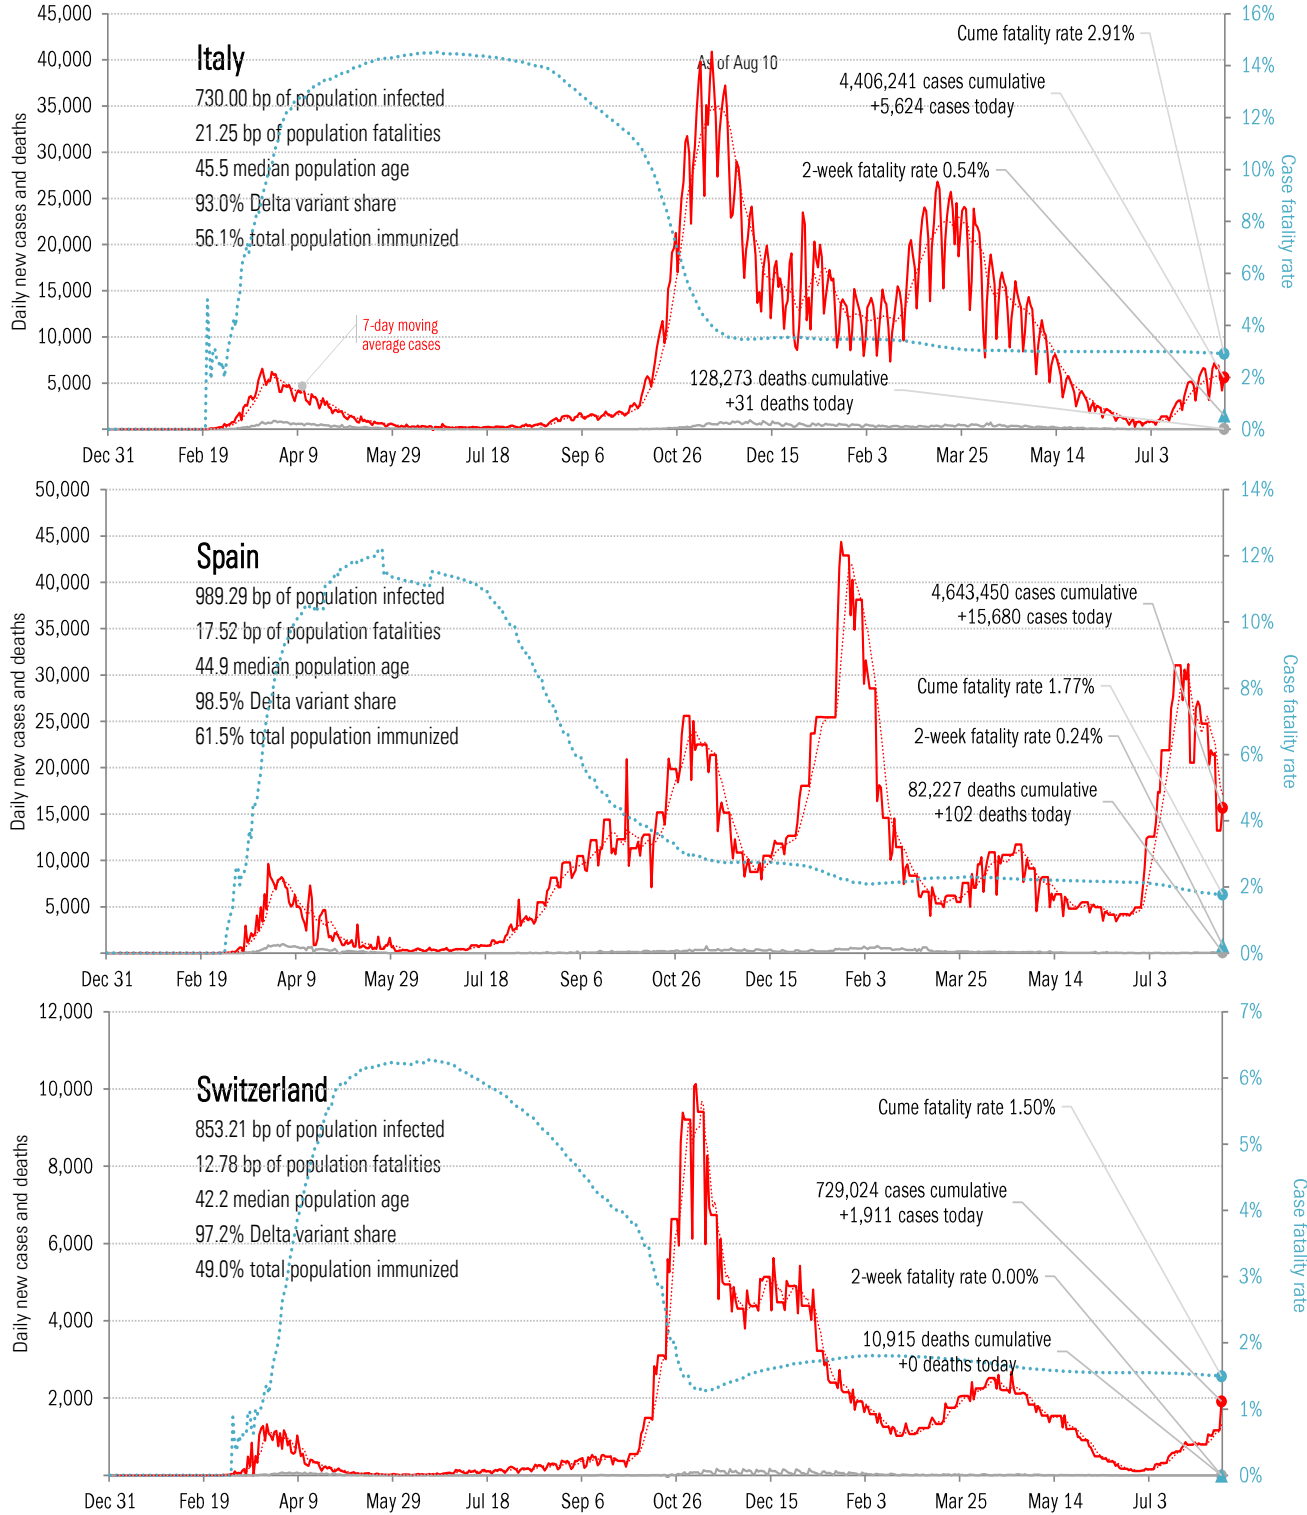 45,000
40,000
35,000
30,000
25,000
20,000
15,000
10,000
5,000
Daily new cases and deaths
Italy
730.00 bp of population infected
21.25 bp of population fatalities
45.5 median population age
93.0% Delta variant share
56.1% total population immunized
7-day moving
average cases
As of Aug 10
Cume fatality rate 2.91%
4,406,241 cases cumulative
+5,624 cases today
2-week fatality rate 0.54%
128,273 deaths cumulative
+31 deaths today
16%
14%
12%
10%
8%
6%
4%
2%
0%
Case fatality rate
Dec 31 Feb 19 Apr 9 May 29 Jul 18 Sep 6 Oct 26 Dec 15 Feb 3 Mar 25 May 14 Jul 3
50,000
45,000
40,000
35,000
30,000
25,000
20,000
15,000
10,000
5,000
Daily new cases and deaths
Spain
989.29 bp of population infected
17.52 bp of population fatalities
44.9 median population age
98.5% Delta variant share
61.5% total population immunized
4,643,450 cases cumulative
+15,680 cases today
Cume fatality rate 1.77%
2-week fatality rate 0.24%
82,227 deaths cumulative
+102 deaths today
14%
12%
10%
8%
6%
4%
2%
0%
Case fatality rate
Dec 31 Feb 19 Apr 9 May 29 Jul 18 Sep 6 Oct 26 Dec 15 Feb 3 Mar 25 May 14 Jul 3
12,000
10,000
8,000
6,000
4,000
2,000
Daily new cases and deaths
Switzerland
853.21 bp of population infected
12.78 bp of population fatalities
42.2 median population age
97.2% Delta variant share
49.0% total population immunized
Cume fatality rate 1.50%
729,024 cases cumulative
+1,911 cases today
2-week fatality rate 0.00%
10,915 deaths cumulative
+0 deaths today
7%
6%
5%
4%
3%
2%
1%
0%
Case fatality rate
Dec 31 Feb 19 Apr 9 May 29 Jul 18 Sep 6 Oct 26 Dec 15 Feb 3 Mar 25 May 14 Jul 3